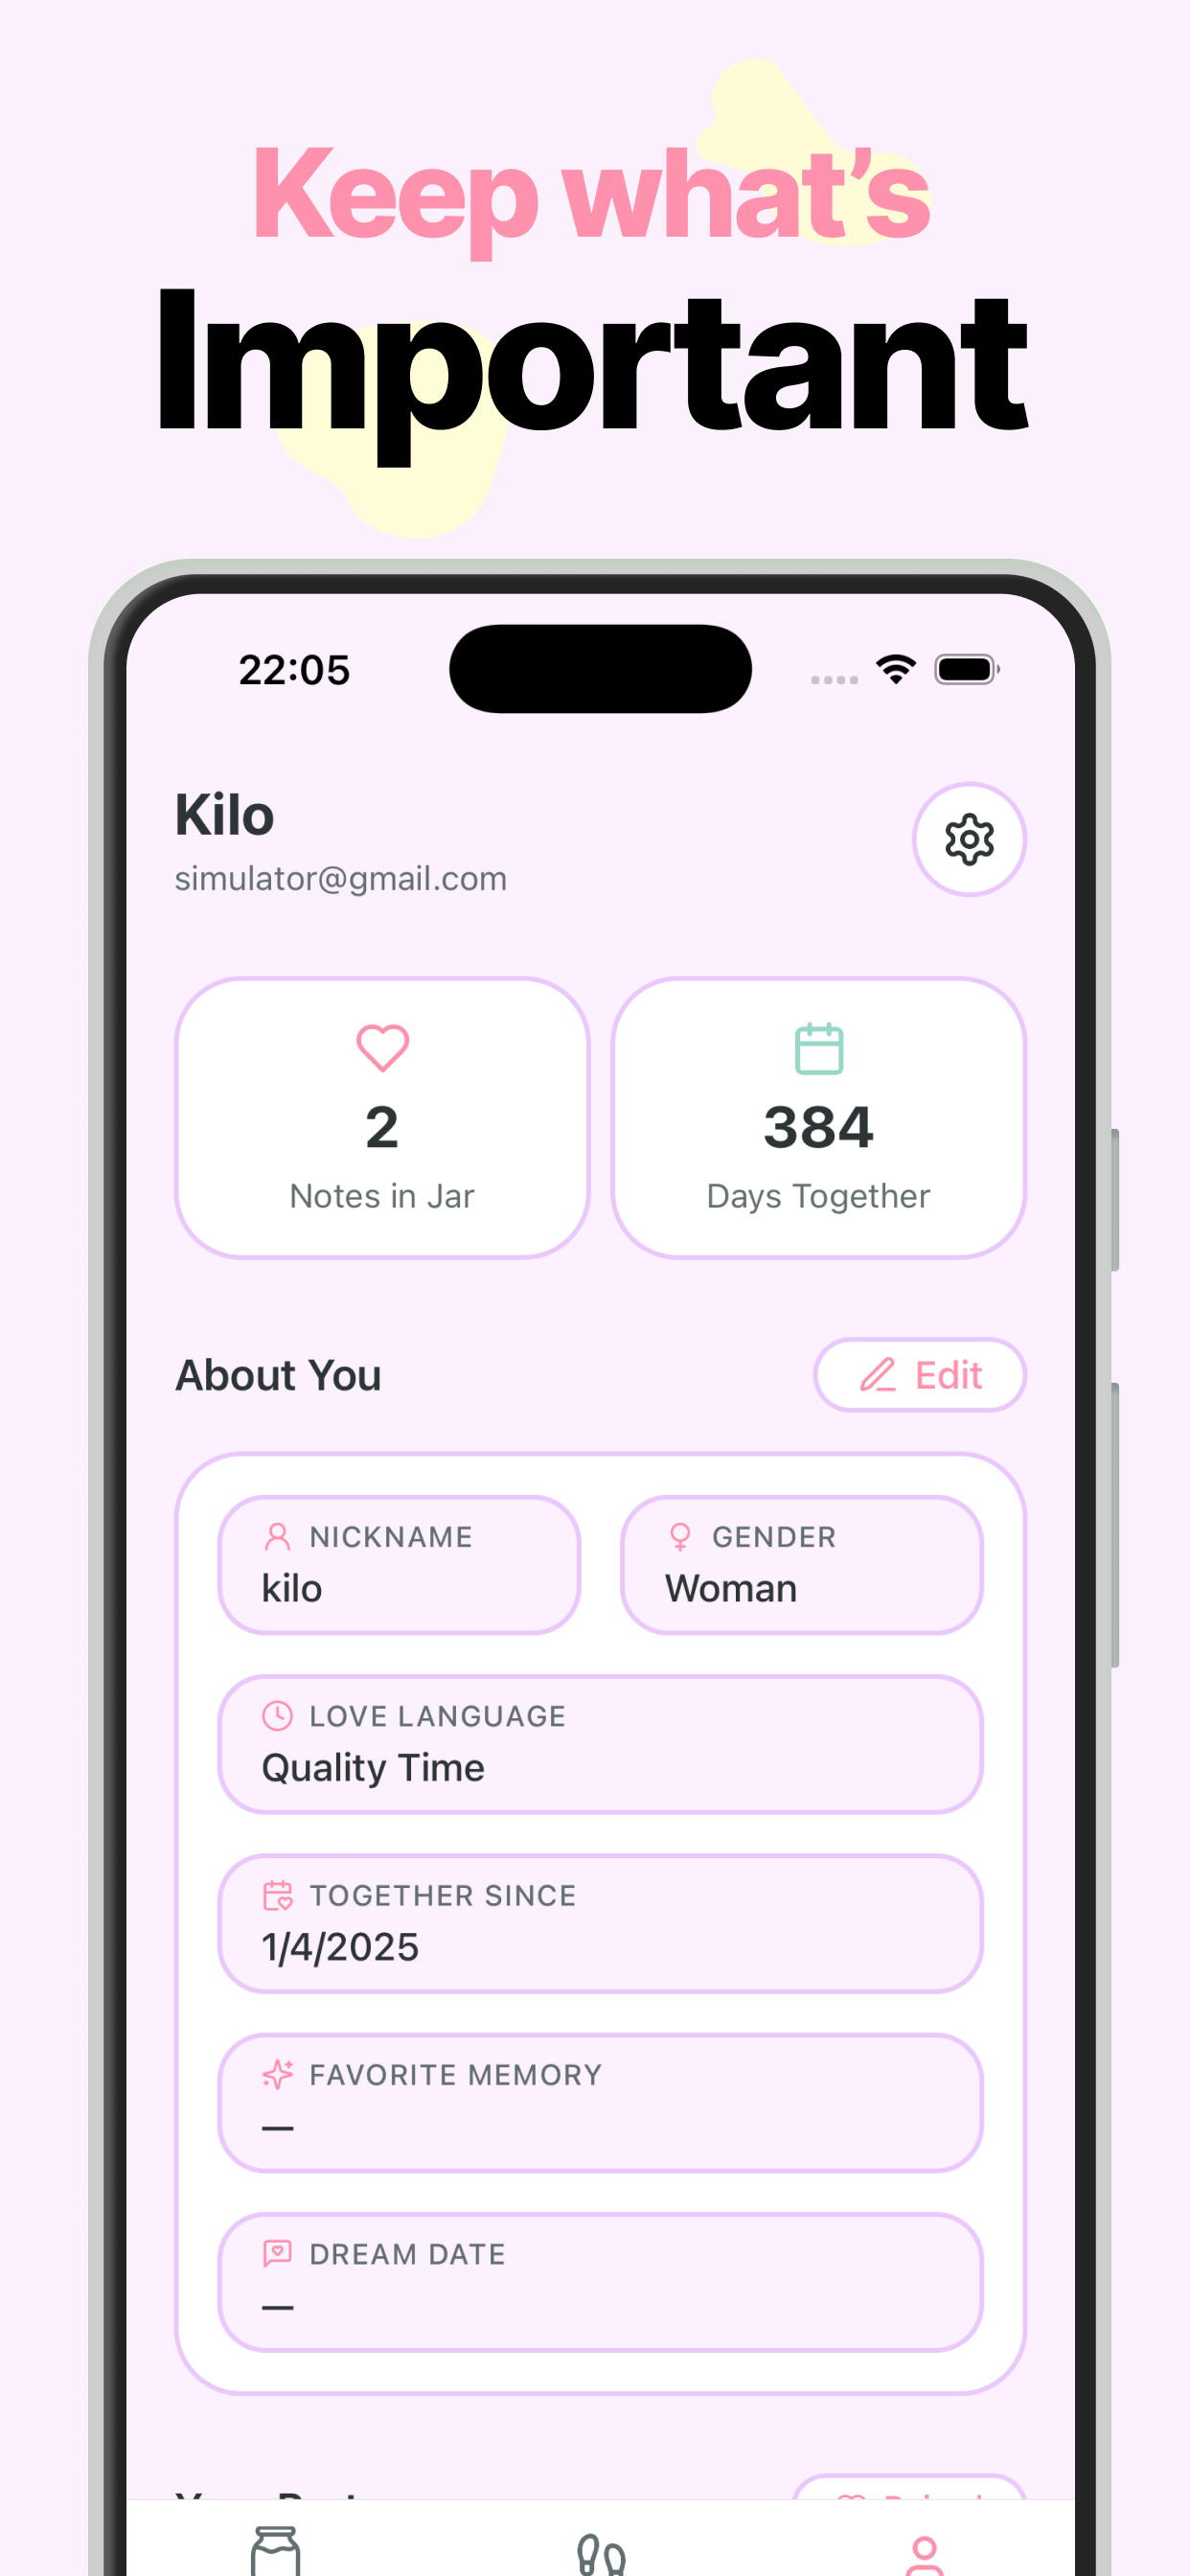 Keep what’s
Important
22:05
Kilo
simulator@gmail.com
2
Notes in Jar
384
Days Together
About You
Edit
NICKNAME
kilo
GENDER
Woman
LOVE LANGUAGE
Quality Time
TOGETHER SINCE
1/4/2025
FAVORITE MEMORY
—
DREAM DATE
—